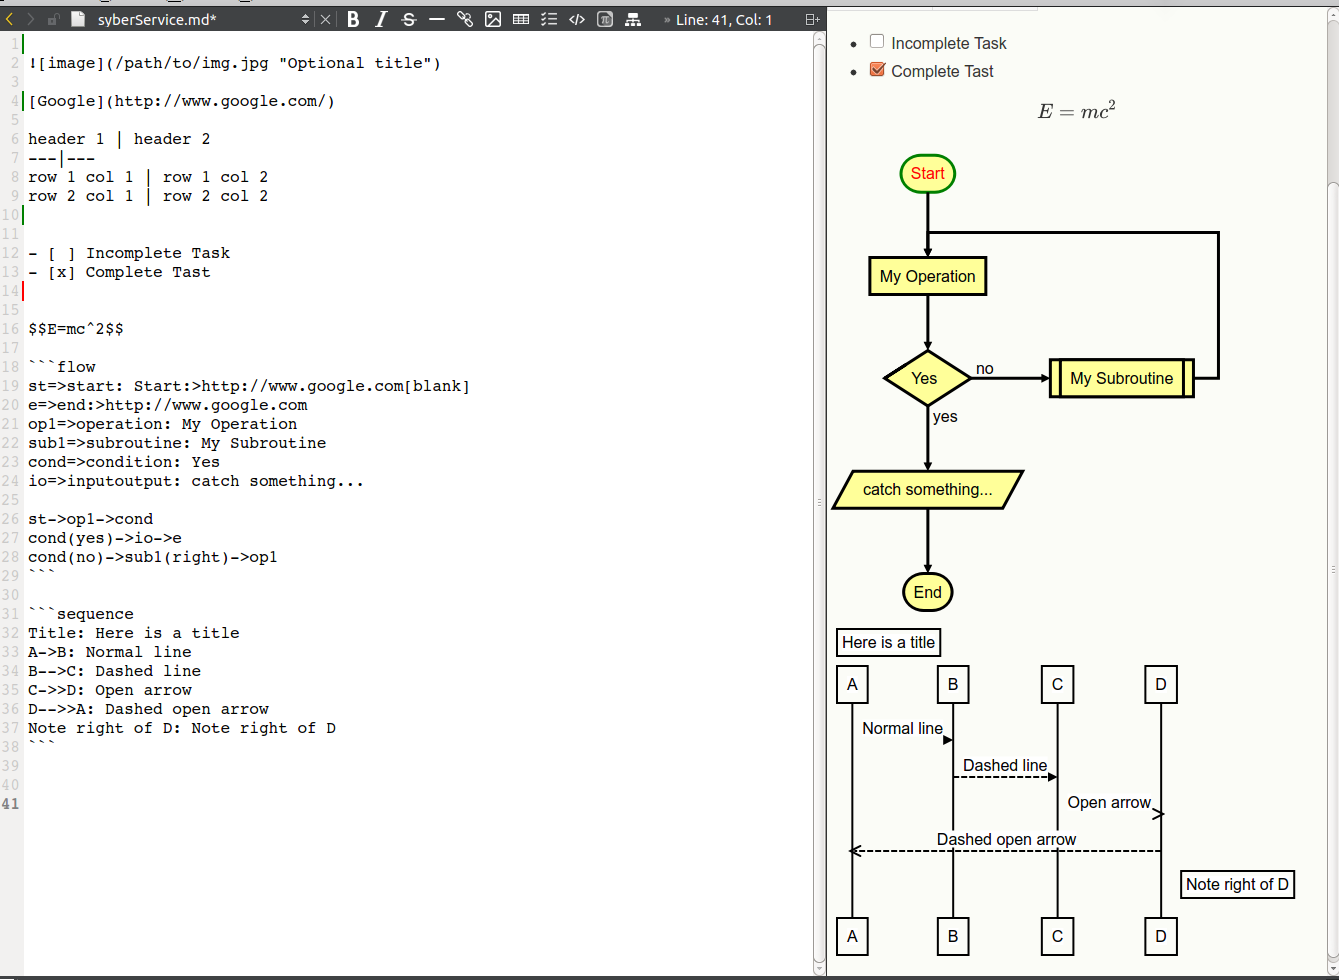 syberService.md*
B I S </> π » Line: 41, Col: 1
1
2 ![image](/path/to/img.jpg "Optional title")
3
4 [Google](http://www.google.com/)
5
6 header 1 | header 2
7 ---|---
8 row 1 col 1 | row 1 col 2
9 row 2 col 1 | row 2 col 2
10
11
12 - [ ] Incomplete Task
13 - [x] Complete Tast
14
15
16 $$E=mc^2$$
17
18 ```flow
19 st=>start: Start:>http://www.google.com[blank]
20 e=>end:>http://www.google.com
21 op1=>operation: My Operation
22 sub1=>subroutine: My Subroutine
23 cond=>condition: Yes
24 io=>inputoutput: catch something...
25
26 st->op1->cond
27 cond(yes)->io->e
28 cond(no)->sub1(right)->op1
29 ```
30
31 ```sequence
32 Title: Here is a title
33 A->B: Normal line
34 B-->C: Dashed line
35 C->>D: Open arrow
36 D-->>A: Dashed open arrow
37 Note right of D: Note right of D
38 ```
39
40
41
Incomplete Task
Complete Tast
E = mc²
Start
My Operation
Yes
no
My Subroutine
yes
catch something...
End
Here is a title
A B C D
Normal line
Dashed line
Open arrow
Dashed open arrow
Note right of D
A B C D